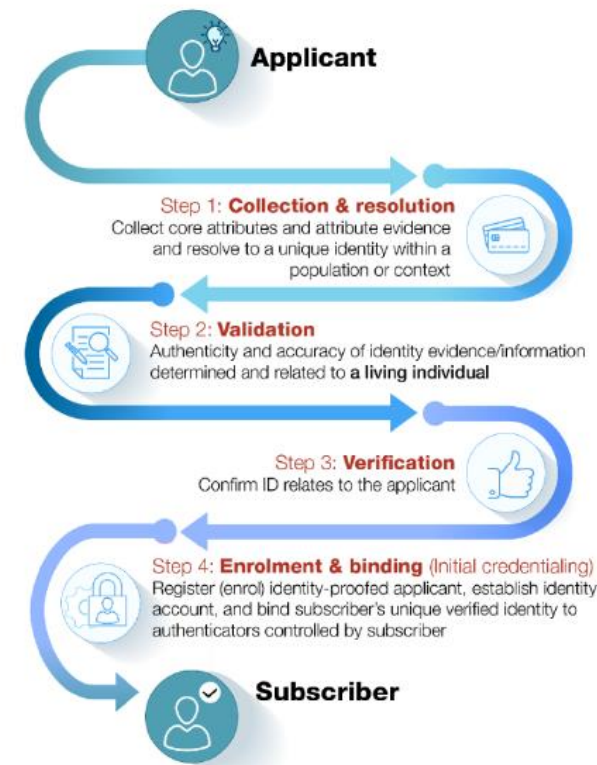 Applicant
Step 1: Collection & resolution
Collect core attributes and attribute evidence
and resolve to a unique identity within a
population or context
Step 2: Validation
Authenticity and accuracy of identity evidence/information
determined and related to a living individual
Step 3: Verification
Confirm ID relates to the applicant
Step 4: Enrolment & binding (Initial credentialing)
Register (enrol) identity-proofed applicant, establish identity
account, and bind subscriber's unique verified identity to
authenticators controlled by subscriber
Subscriber